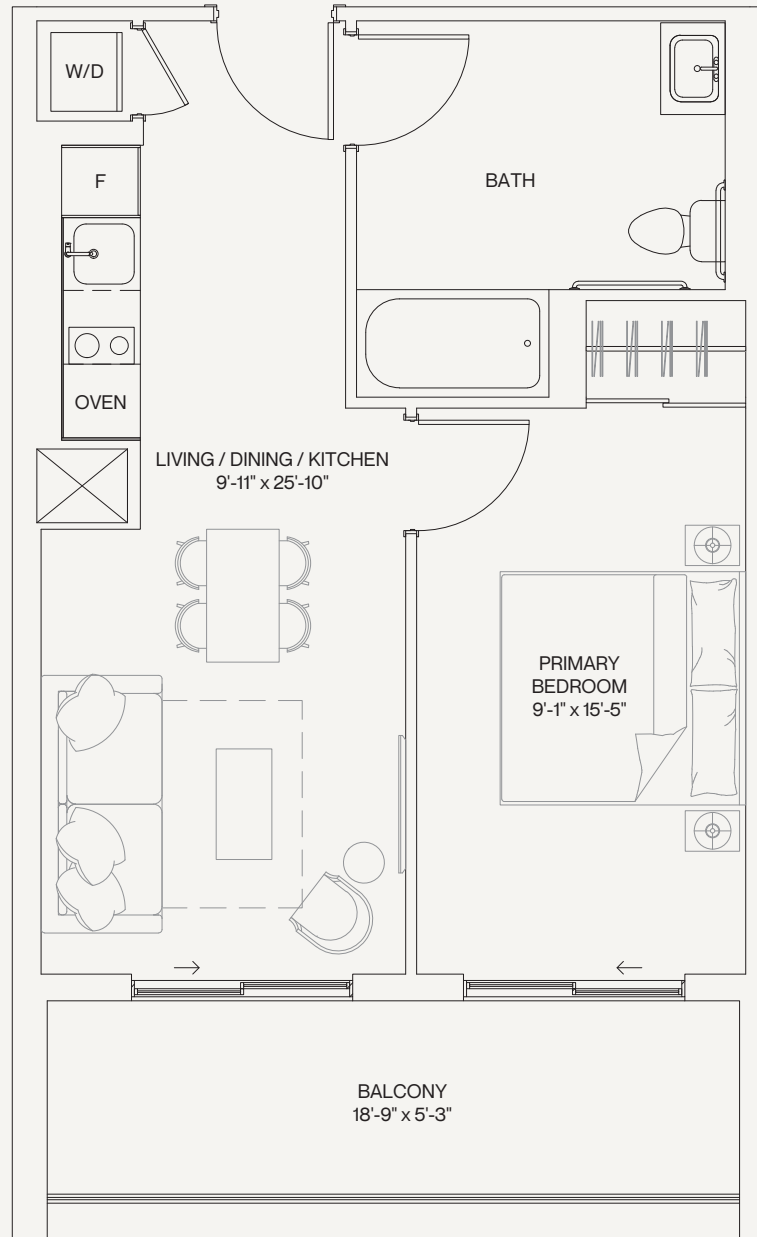 W/D
F
BATH
OVEN
LIVING / DINING / KITCHEN
9'-11" x 25'-10"
PRIMARY
BEDROOM
9'-1" x 15'-5"
BALCONY
18'-9" x 5'-3"